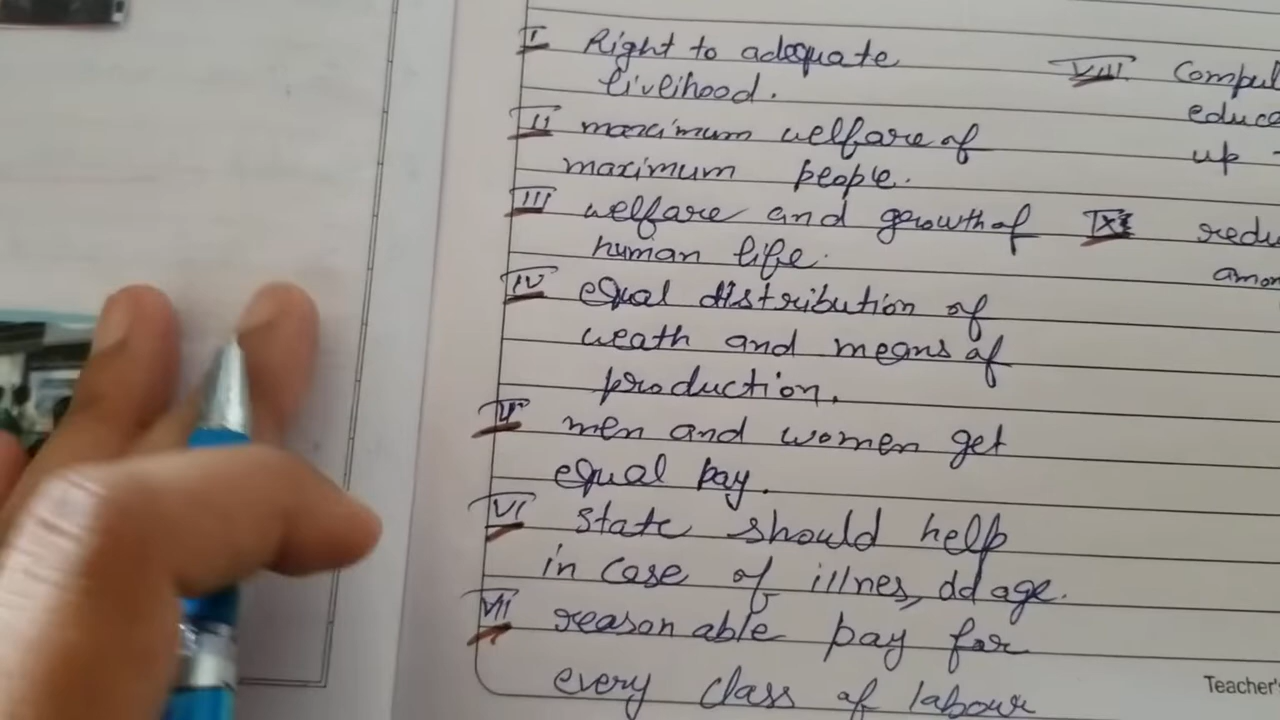 I Right to adequate
livelihood.
II maximum welfare of
maximum people.
III welfare and growth of
human life.
IV equal distribution of
weath and means of
production.
V men and women get
equal pay.
VI state should help
in case of illnes, old age.
VII reasonable pay for
every class of labour
VIII Compul
educa
up
IX redu
amon
Teacher's